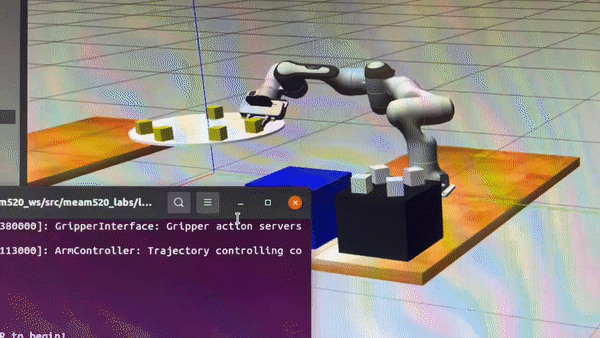 m520_ws/src/meam520_labs/l...
380000]: GripperInterface: Gripper action servers
113000]: ArmController: Trajectory controlling co
R to begin!